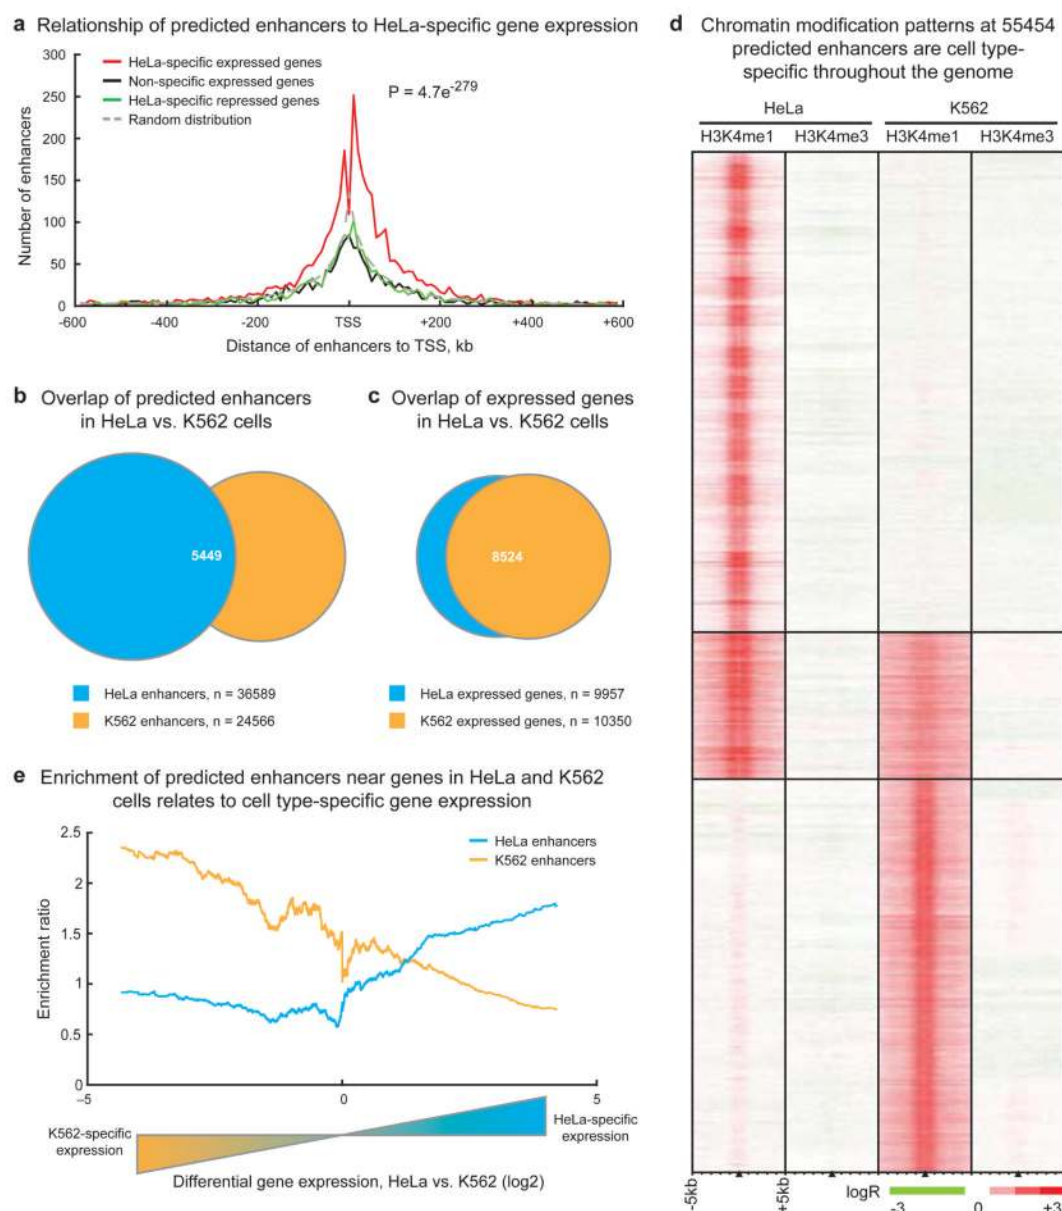 a Relationship of predicted enhancers to HeLa-specific gene expression
300
250
200
150
100
50
0
Number of enhancers
HeLa-specific expressed genes
Non-specific expressed genes
HeLa-specific repressed genes
Random distribution
P = 4.7e-279
-600
-400
-200
TSS
+200
+400
+600
Distance of enhancers to TSS, kb
b Overlap of predicted enhancers
in HeLa vs. K562 cells
5449
HeLa enhancers, n = 36589
K562 enhancers, n = 24566
c Overlap of expressed genes
in HeLa vs. K562 cells
8524
HeLa expressed genes, n = 9957
K562 expressed genes, n = 10350
d Chromatin modification patterns at 55454
predicted enhancers are cell type-
specific throughout the genome
HeLa
K562
H3K4me1
H3K4me3
H3K4me1
H3K4me3
-5kb
+5kb
logR
-3
0
+3
e Enrichment of predicted enhancers near genes in HeLa and K562
cells relates to cell type-specific gene expression
2.5
2
1.5
1
0.5
0
Enrichment ratio
HeLa enhancers
K562 enhancers
–5
0
5
K562-specific
expression
HeLa-specific
expression
Differential gene expression, HeLa vs. K562 (log2)